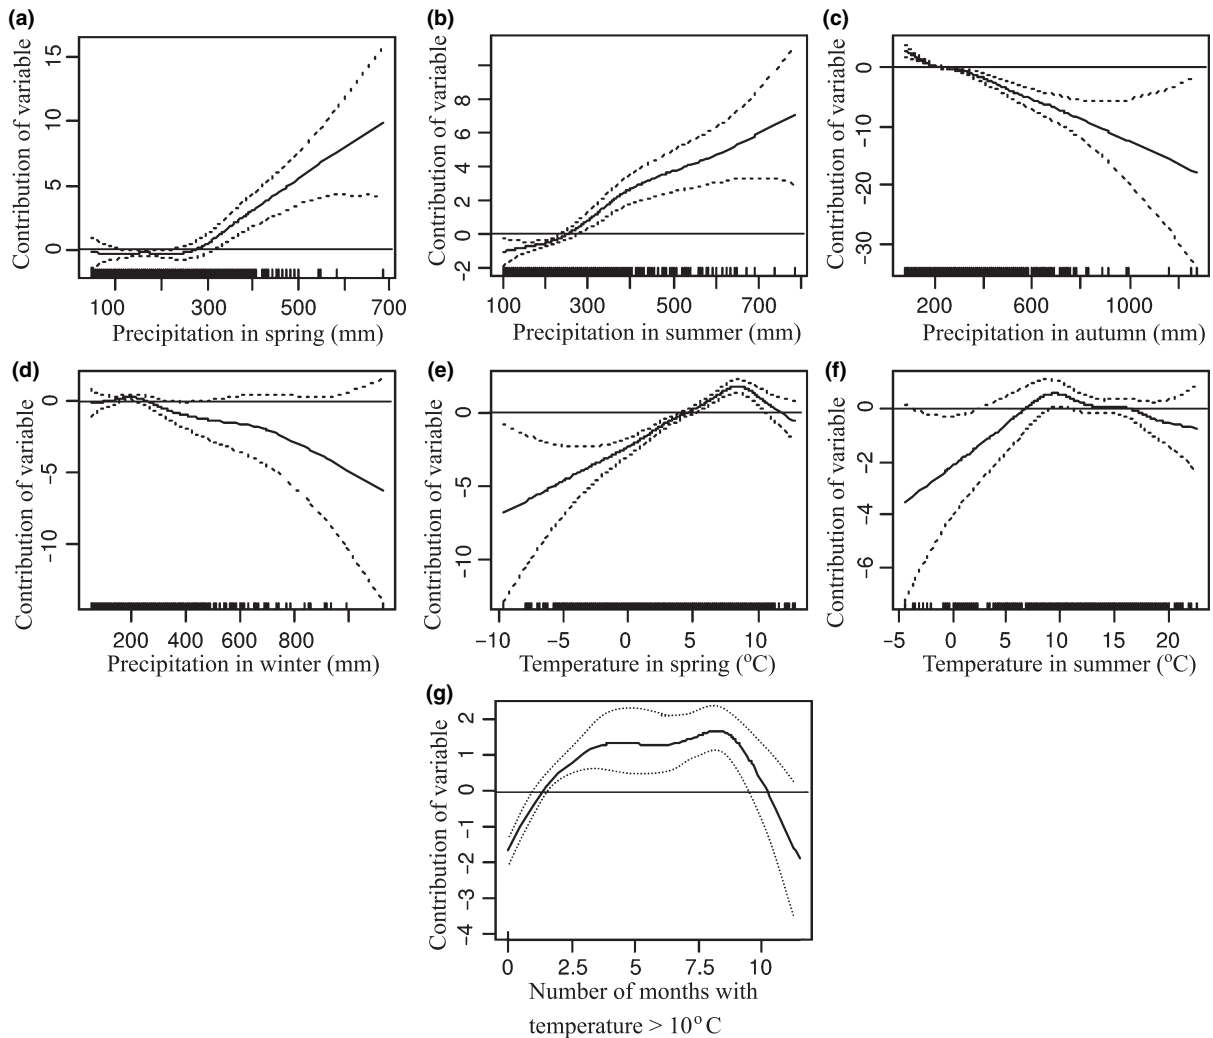 (a)
Contribution of variable
15
10
5
0
100 300 500 700
Precipitation in spring (mm)
(b)
Contribution of variable
8
6
4
2
0
-2
100 300 500 700
Precipitation in summer (mm)
(c)
Contribution of variable
0
-10
-20
-30
200 600 1000
Precipitation in autumn (mm)
(d)
Contribution of variable
0
-5
-10
200 400 600 800
Precipitation in winter (mm)
(e)
Contribution of variable
0
-5
-10
-10 -5 0 5 10
Temperature in spring (°C)
(f)
Contribution of variable
0
-2
-4
-6
-5 0 5 10 15 20
Temperature in summer (°C)
(g)
Contribution of variable
2
1
0
-1
-2
-3
-4
0 2.5 5 7.5 10
Number of months with
temperature > 10°C